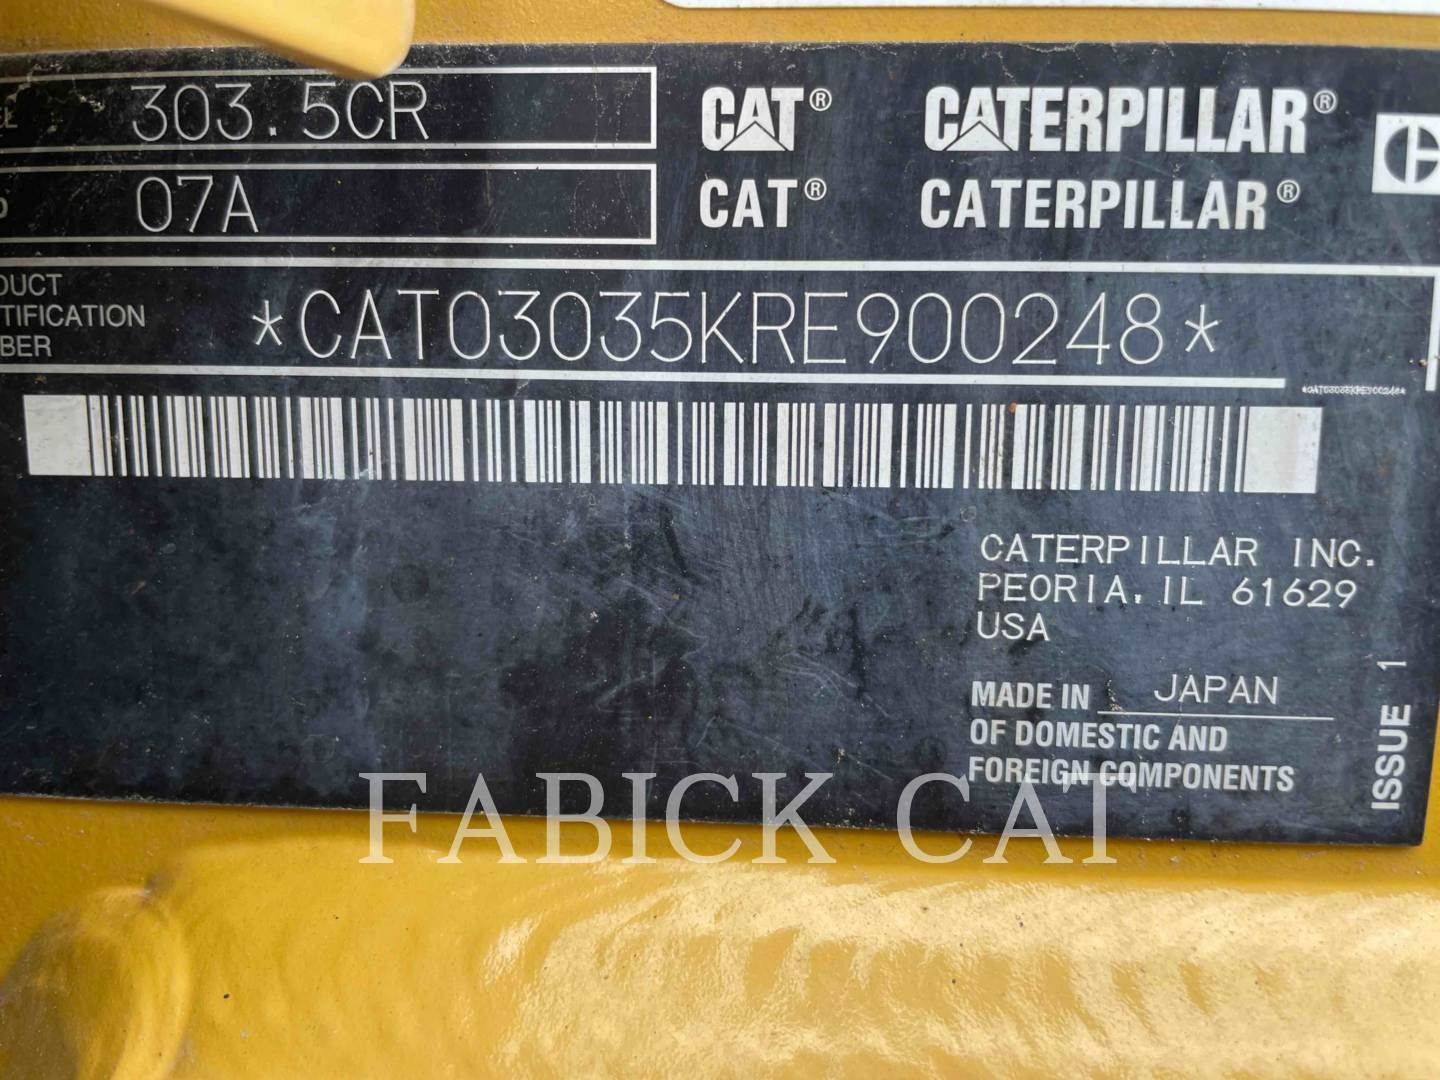 303.5CR
07A
CAT® CATERPILLAR®
CAT® CATERPILLAR®
*CAT03035KRE900248*
*CAT03035KRE900248*
CATERPILLAR INC.
PEORIA, IL 61629
USA
MADE IN JAPAN
OF DOMESTIC AND
FOREIGN COMPONENTS
ISSUE 1
FABICK CAT